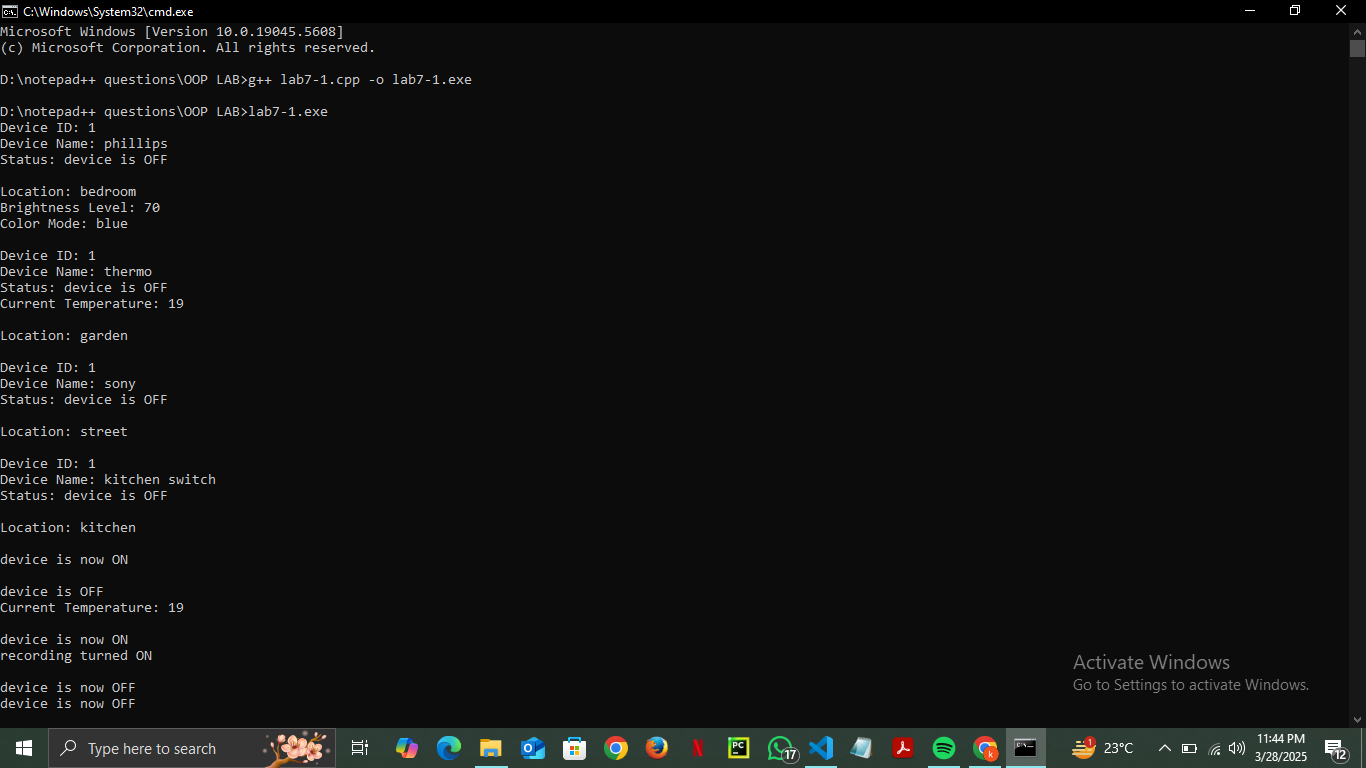 C:\Windows\System32\cmd.exe
Microsoft Windows [Version 10.0.19045.5608]
(c) Microsoft Corporation. All rights reserved.
D:\notepad++ questions\OOP LAB>g++ lab7-1.cpp -o lab7-1.exe
D:\notepad++ questions\OOP LAB>lab7-1.exe
Device ID: 1
Device Name: phillips
Status: device is OFF
Location: bedroom
Brightness Level: 70
Color Mode: blue
Device ID: 1
Device Name: thermo
Status: device is OFF
Current Temperature: 19
Location: garden
Device ID: 1
Device Name: sony
Status: device is OFF
Location: street
Device ID: 1
Device Name: kitchen switch
Status: device is OFF
Location: kitchen
device is now ON
device is OFF
Current Temperature: 19
device is now ON
recording turned ON
device is now OFF
device is now OFF
Activate Windows
Go to Settings to activate Windows.
Type here to search
PC
17
k
1
23°C
11:44 PM
3/28/2025
12